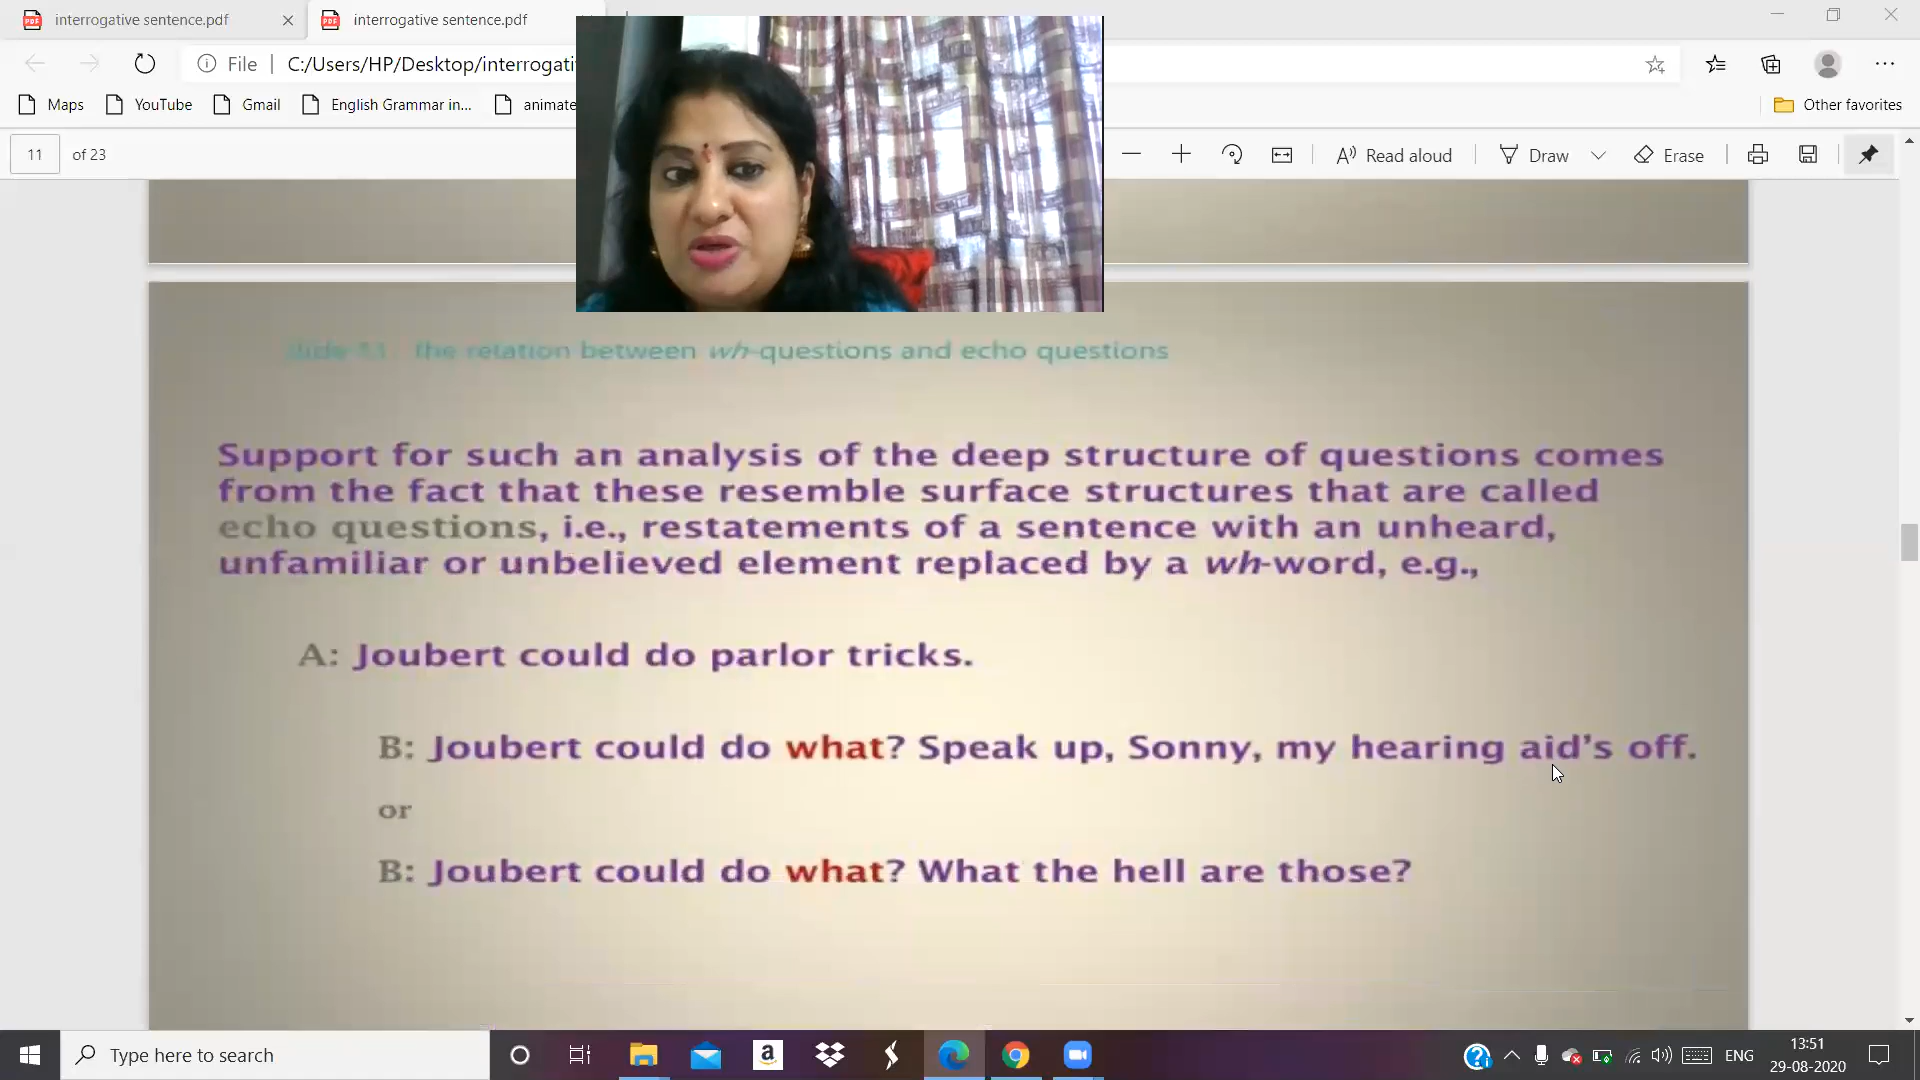 interrogative sentence.pdf
interrogative sentence.pdf
File
C:/Users/HP/Desktop/interrogati
Maps
YouTube
Gmail
English Grammar in...
animate
Other favorites
11 of 23
Read aloud
Draw
Erase
the relation between wh-questions and echo questions
Support for such an analysis of the deep structure of questions comes
from the fact that these resemble surface structures that are called
echo questions, i.e., restatements of a sentence with an unheard,
unfamiliar or unbelieved element replaced by a wh-word, e.g.,
A: Joubert could do parlor tricks.
B: Joubert could do what? Speak up, Sonny, my hearing aid's off.
or
B: Joubert could do what? What the hell are those?
Type here to search
ENG
13:51
29-08-2020